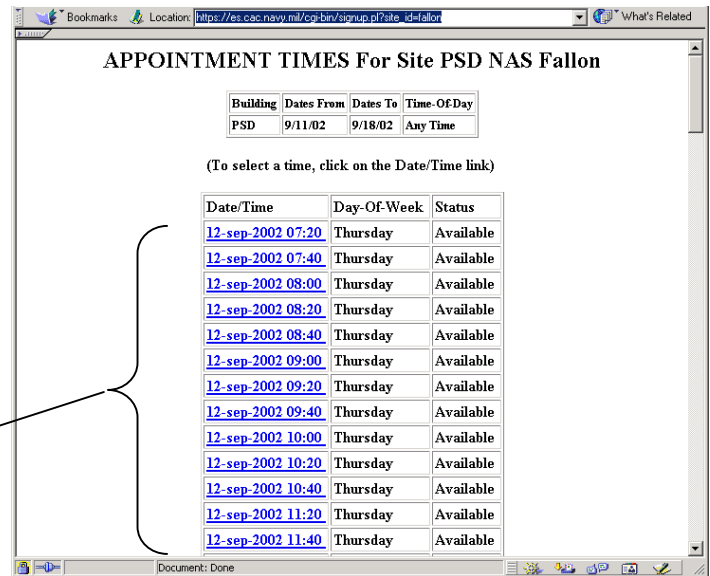 Bookmarks Location: https://es.cac.navy.mil/cgi-bin/signup.pl?site_id=fallon What's Related
APPOINTMENT TIMES For Site PSD NAS Fallon
Building Dates From Dates To Time-Of-Day
PSD 9/11/02 9/18/02 Any Time
(To select a time, click on the Date/Time link)
Date/Time Day-Of-Week Status
12-sep-2002 07:20 Thursday Available
12-sep-2002 07:40 Thursday Available
12-sep-2002 08:00 Thursday Available
12-sep-2002 08:20 Thursday Available
12-sep-2002 08:40 Thursday Available
12-sep-2002 09:00 Thursday Available
12-sep-2002 09:20 Thursday Available
12-sep-2002 09:40 Thursday Available
12-sep-2002 10:00 Thursday Available
12-sep-2002 10:20 Thursday Available
12-sep-2002 10:40 Thursday Available
12-sep-2002 11:20 Thursday Available
12-sep-2002 11:40 Thursday Available
Document: Done